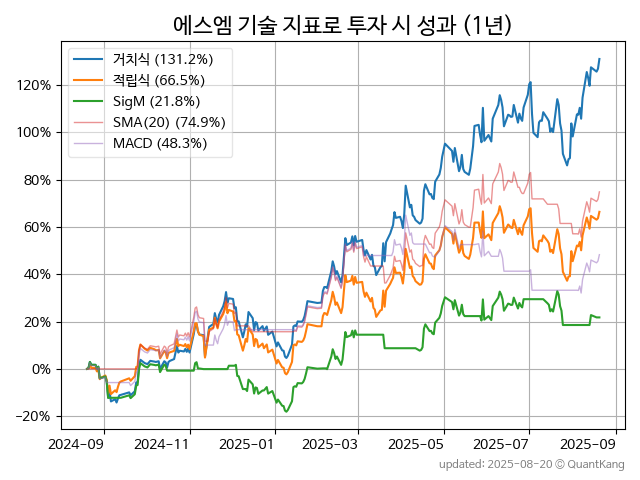 에스엠 기술 지표로 투자 시 성과 (1년)
거치식 (131.2%)
적립식 (66.5%)
SigM (21.8%)
SMA(20) (74.9%)
MACD (48.3%)
120%
100%
80%
60%
40%
20%
0%
−20%
2024-09 2024-11 2025-01 2025-03 2025-05 2025-07 2025-09
updated: 2025-08-20 © QuantKang